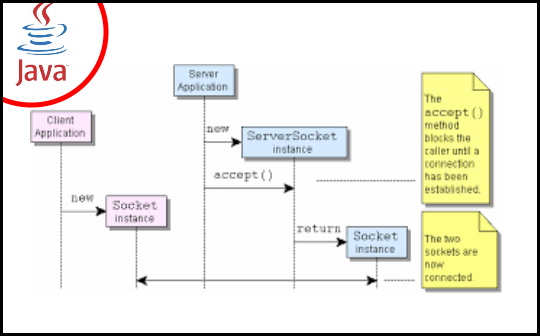 Java
Server
Application
Client
Application
new
ServerSocket
instance
accept()
new
Socket
instance
return
Socket
instance
The
accept()
method
blocks the
caller until a
connection
has been
established.
The two
sockets are
now
connected.